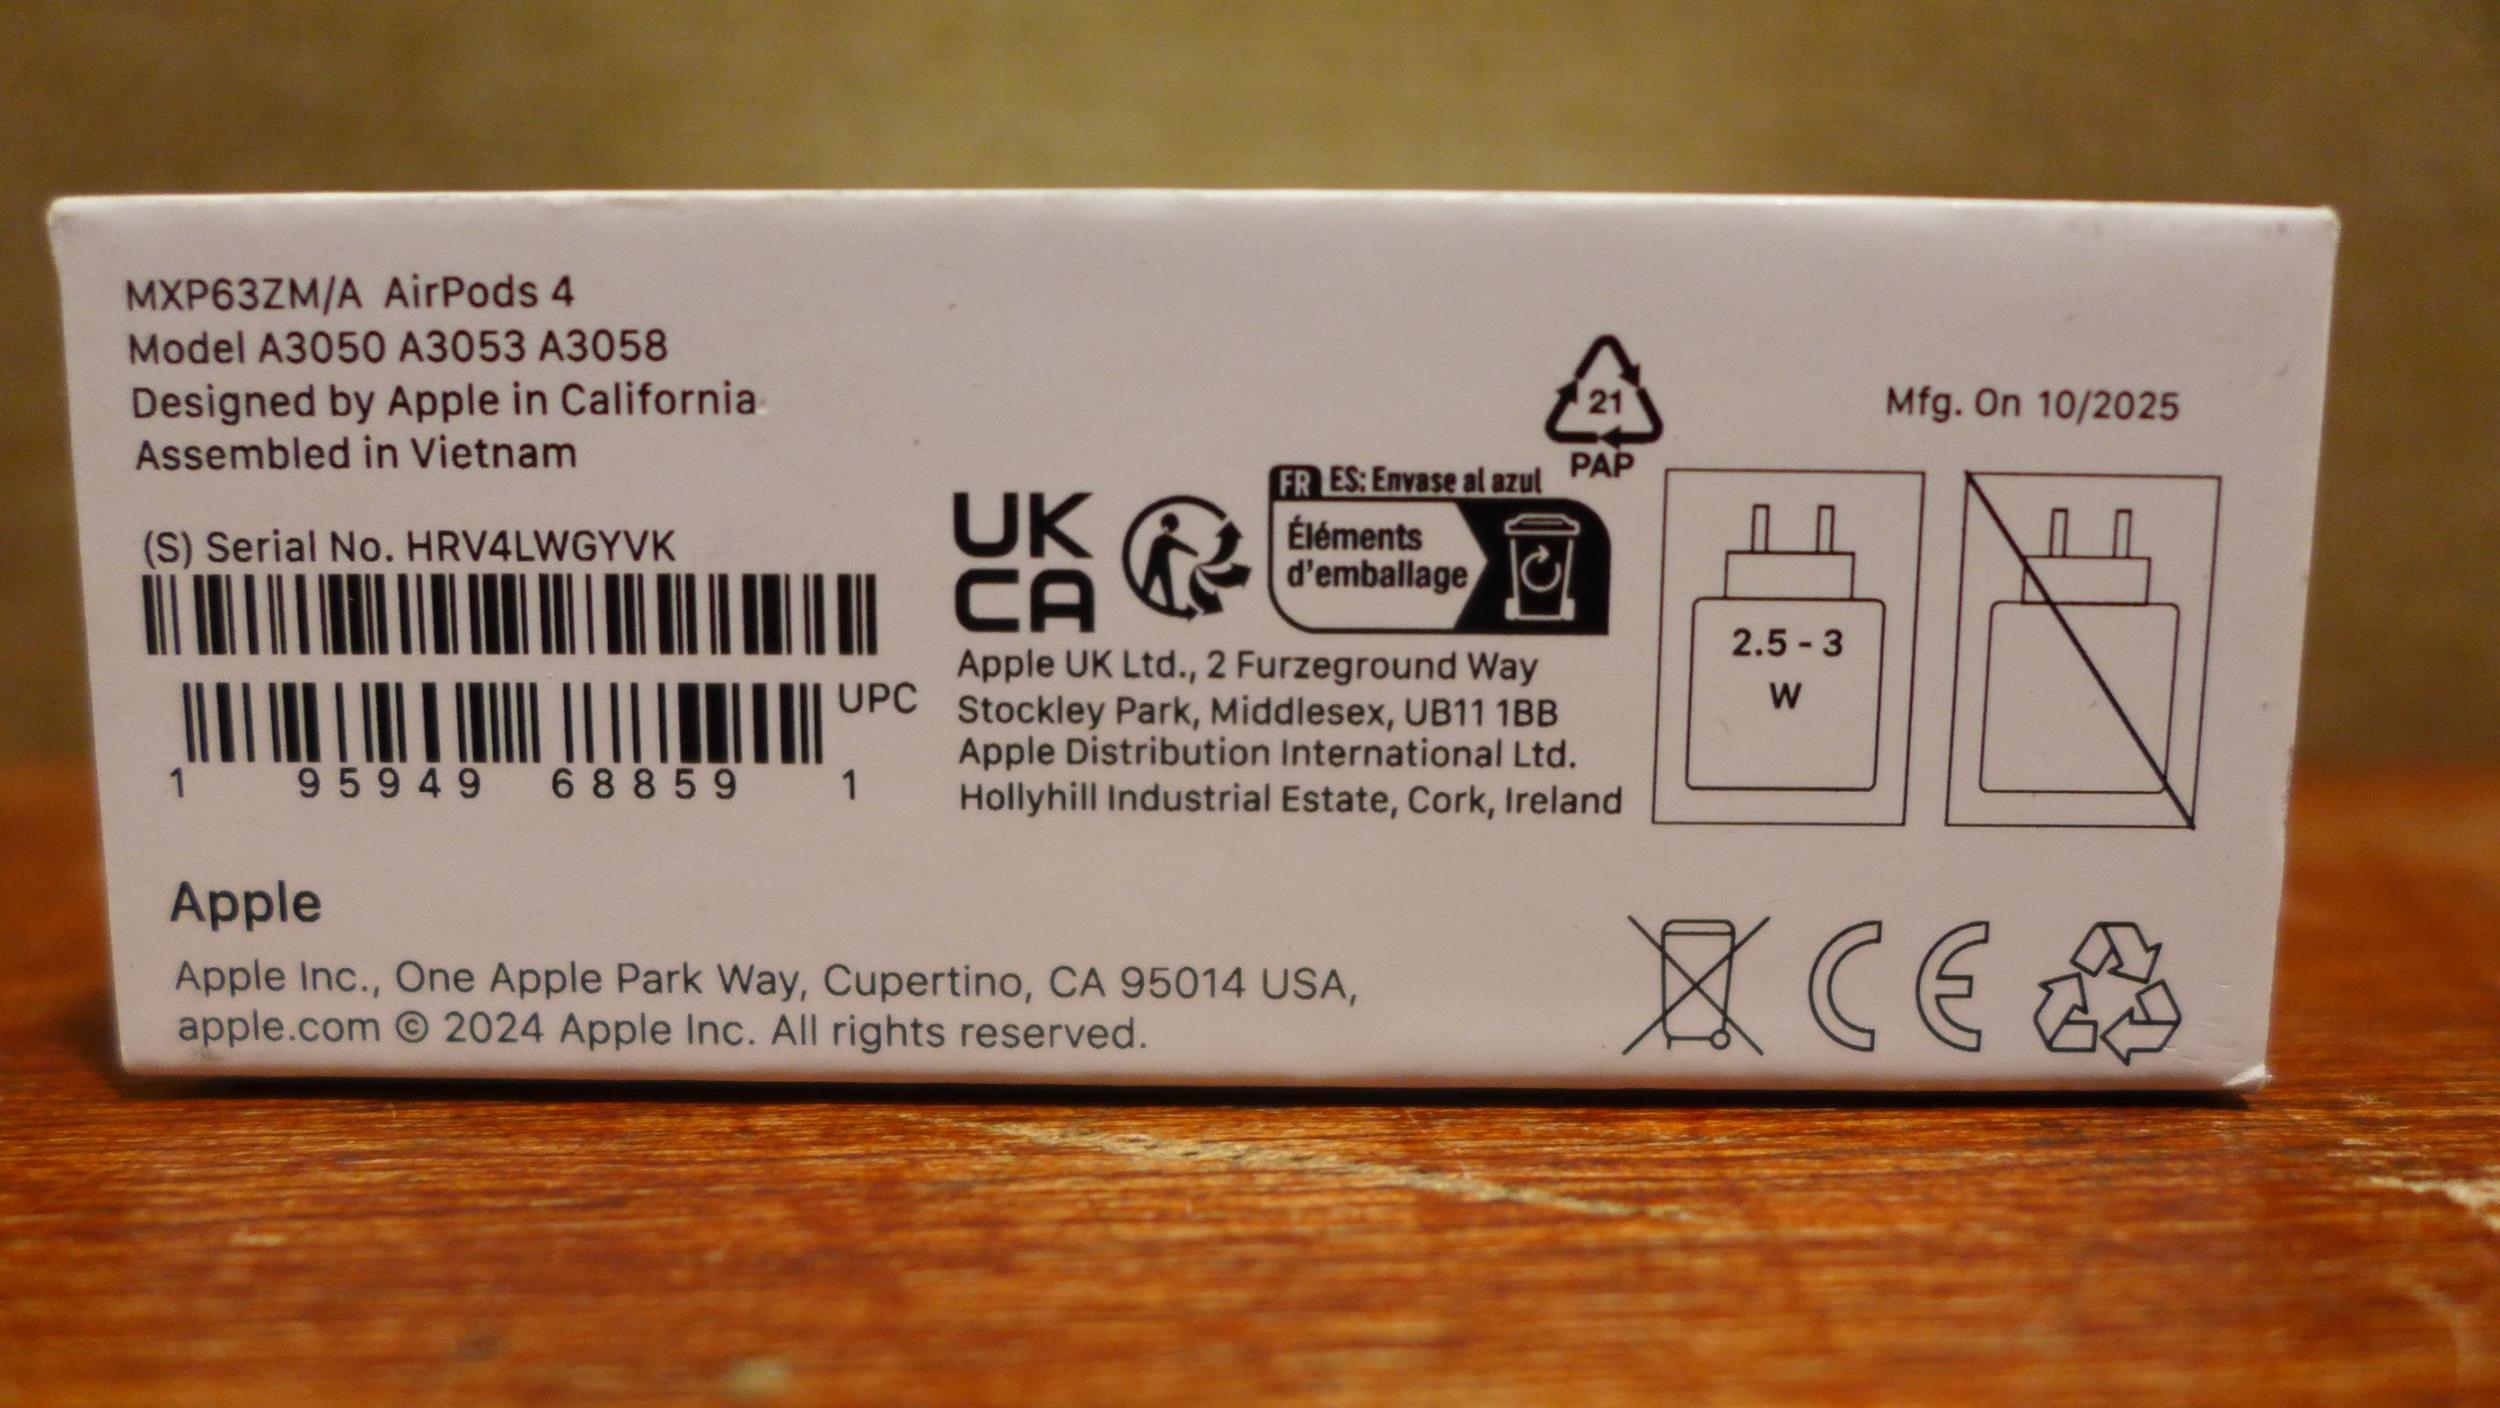 MXP63ZM/A AirPods 4
Model A3050 A3053 A3058
Designed by Apple in California
Assembled in Vietnam
(S) Serial No. HRV4LWGYVK
UPC
1 95949 68859 1
Apple
Apple Inc., One Apple Park Way, Cupertino, CA 95014 USA,
apple.com © 2024 Apple Inc. All rights reserved.
UK
CA
FR ES: Envase al azul
Éléments
d'emballage
21
PAP
Apple UK Ltd., 2 Furzeground Way
Stockley Park, Middlesex, UB11 1BB
Apple Distribution International Ltd.
Hollyhill Industrial Estate, Cork, Ireland
Mfg. On 10/2025
2.5 - 3
W
CE